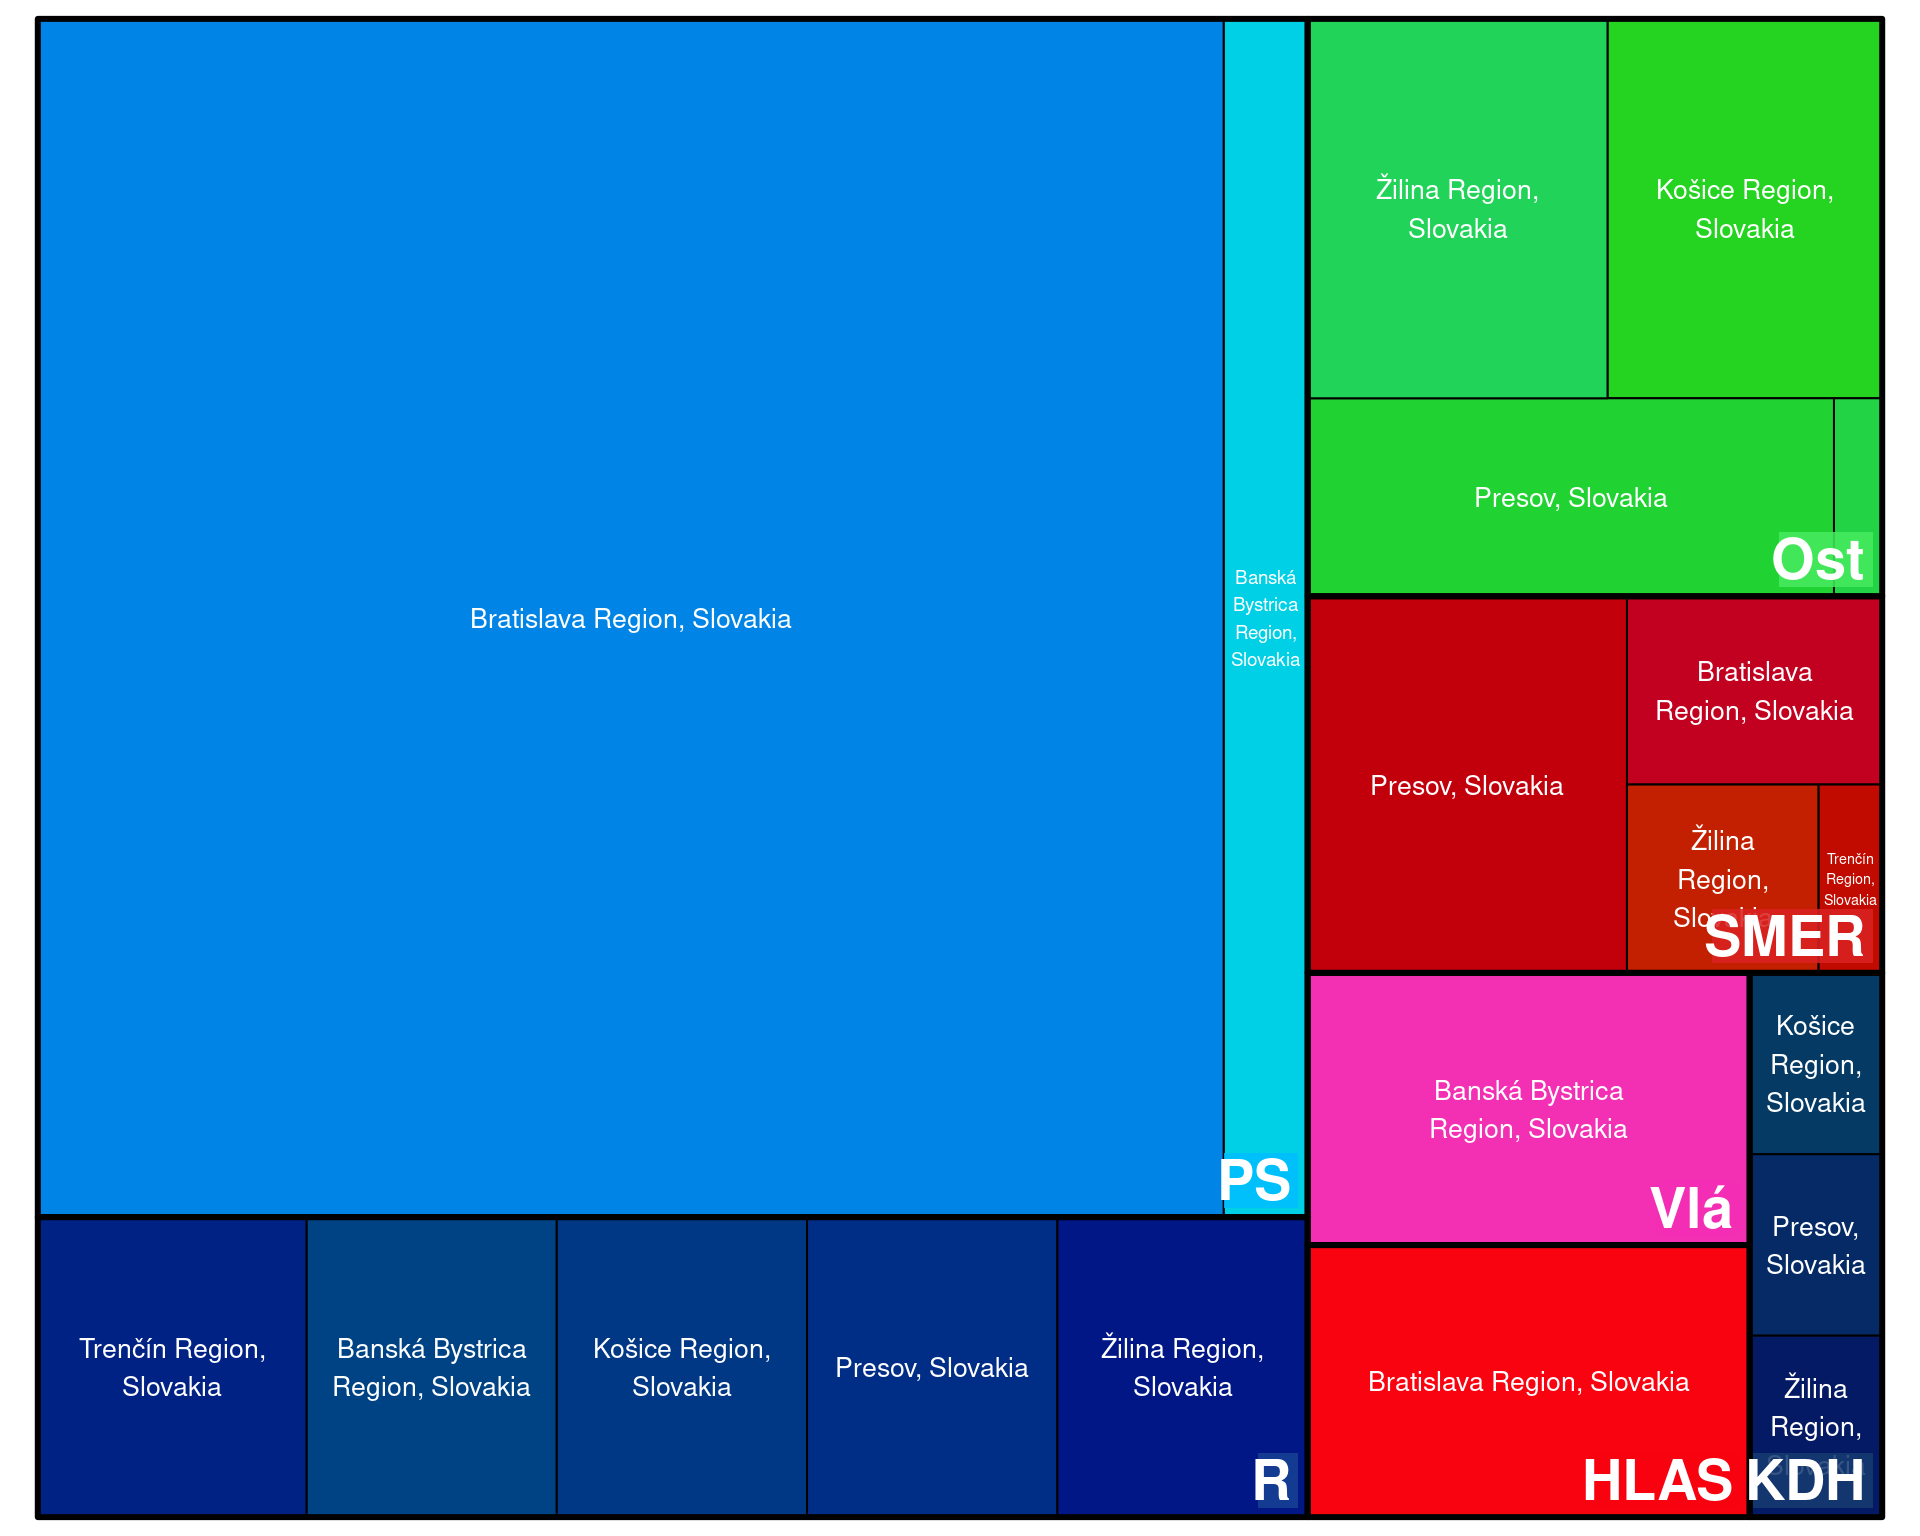 Bratislava Region, Slovakia
Banská
Bystrica
Region,
Slovakia
PS
Trenčín Region,
Slovakia
Banská Bystrica
Region, Slovakia
Košice Region,
Slovakia
Presov, Slovakia
Žilina Region,
Slovakia
R
Žilina Region,
Slovakia
Košice Region,
Slovakia
Presov, Slovakia
Ost
Presov, Slovakia
Bratislava
Region, Slovakia
Žilina
Region,
Slovakia
Trenčín
Region,
Slovakia
SMER
Banská Bystrica
Region, Slovakia
Vlá
Bratislava Region, Slovakia
HLAS
Košice
Region,
Slovakia
Presov,
Slovakia
Žilina
Region,
KDH